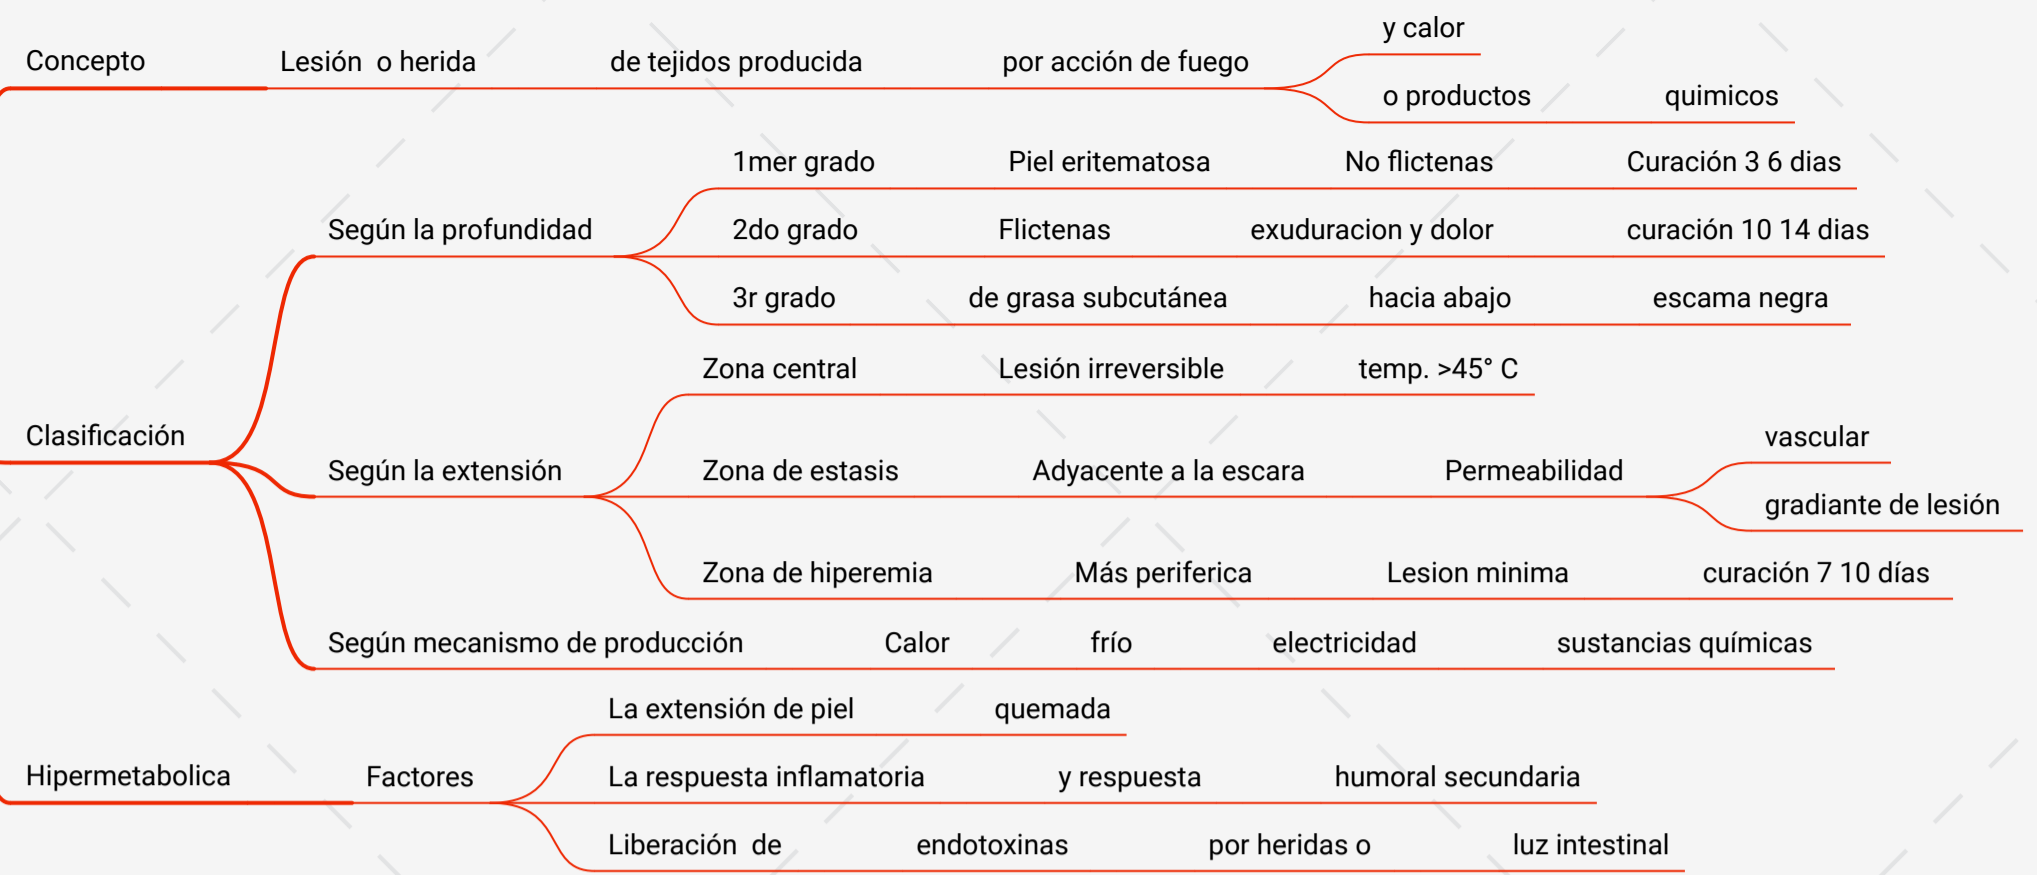 y calor
Concepto Lesión o herida de tejidos producida por acción de fuego
o productos quimicos
1mer grado Piel eritematosa No flictenas Curación 3 6 dias
Según la profundidad 2do grado Flictenas exuduracion y dolor curación 10 14 dias
3r grado de grasa subcutánea hacia abajo escama negra
Zona central Lesión irreversible temp. >45° C
Clasificación
vascular
Según la extensión Zona de estasis Adyacente a la escara Permeabilidad
gradiante de lesión
Zona de hiperemia Más periferica Lesion minima curación 7 10 días
Según mecanismo de producción Calor frío electricidad sustancias químicas
La extensión de piel quemada
Hipermetabolica Factores La respuesta inflamatoria y respuesta humoral secundaria
Liberación de endotoxinas por heridas o luz intestinal